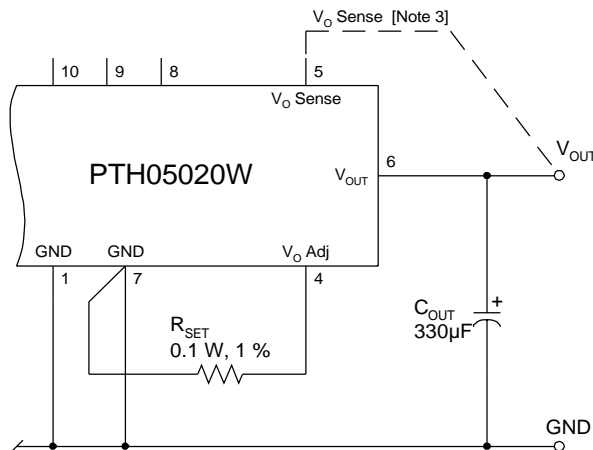 V_O Sense [Note 3]
10 9 8 5
V_O Sense
V_OUT
6
PTH05020W
V_OUT
GND GND V_O Adj
1 7 4
R_SET
0.1 W, 1 %
C_OUT
+
330µF
GND